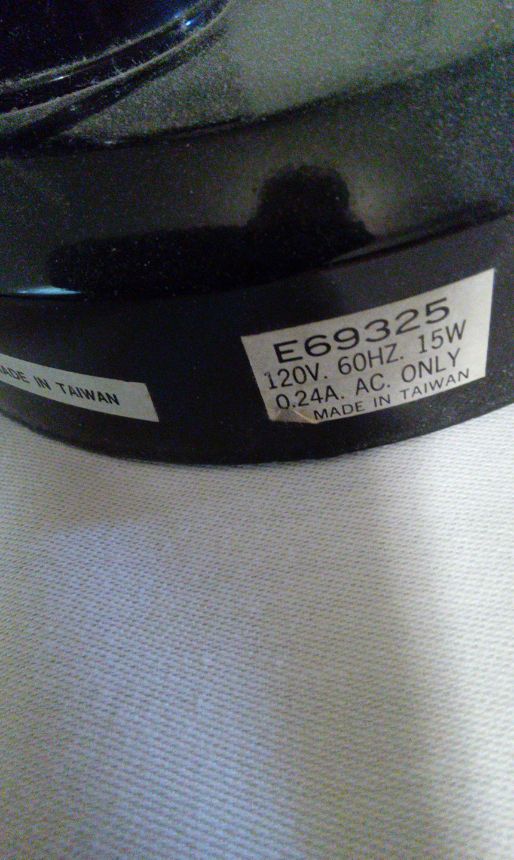 MADE IN TAIWAN
E69325
120V. 60HZ. 15W
0.24A. AC. ONLY
MADE IN TAIWAN